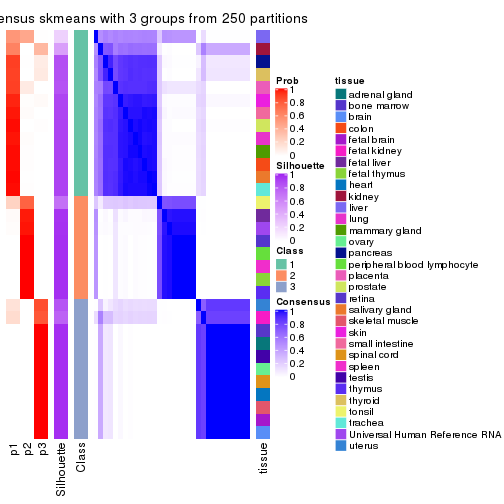 ensus skmeans with 3 groups from 250 partitions
Prob
1
0.8
0.6
0.4
0.2
0
Silhouette
1
0.8
0.6
0.4
0.2
0
Class
1
2
3
Consensus
1
0.8
0.6
0.4
0.2
0
tissue
adrenal gland
bone marrow
brain
colon
fetal brain
fetal kidney
fetal liver
fetal thymus
heart
kidney
liver
lung
mammary gland
ovary
pancreas
peripheral blood lymphocyte
placenta
prostate
retina
salivary gland
skeletal muscle
skin
small intestine
spinal cord
spleen
testis
thymus
thyroid
tonsil
trachea
Universal Human Reference RNA
uterus
p1
p2
p3
Silhouette
Class
tissue